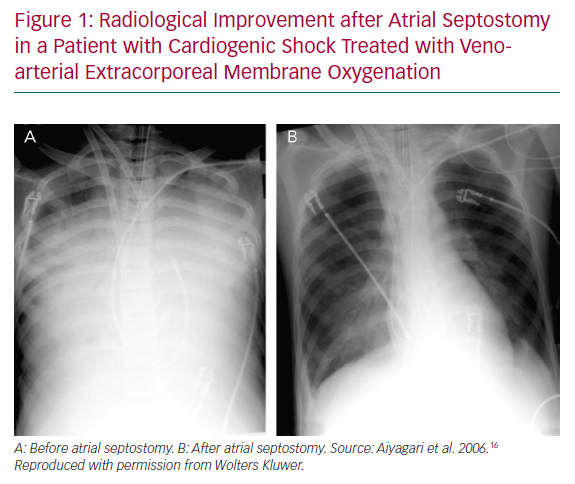 Figure 1: Radiological Improvement after Atrial Septostomy
in a Patient with Cardiogenic Shock Treated with Veno-
arterial Extracorporeal Membrane Oxygenation
A
B
A: Before atrial septostomy. B: After atrial septostomy. Source: Aiyagari et al. 2006.¹⁶
Reproduced with permission from Wolters Kluwer.